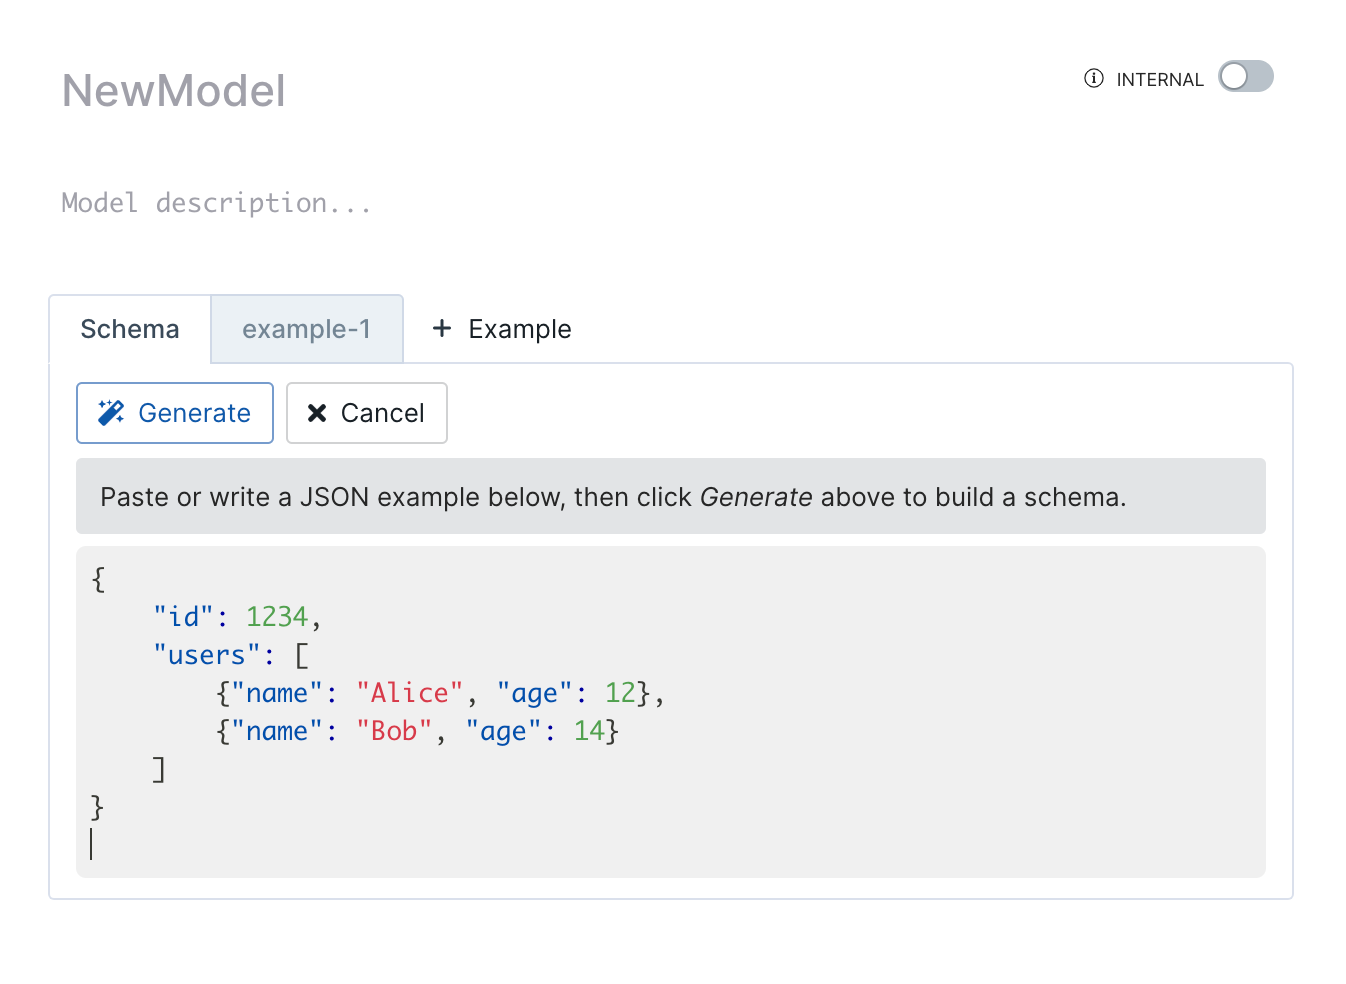 NewModel
INTERNAL
Model description...
Schema
example-1
+ Example
Generate
Cancel
Paste or write a JSON example below, then click Generate above to build a schema.
{
    "id": 1234,
    "users": [
        {"name": "Alice", "age": 12},
        {"name": "Bob", "age": 14}
    ]
}